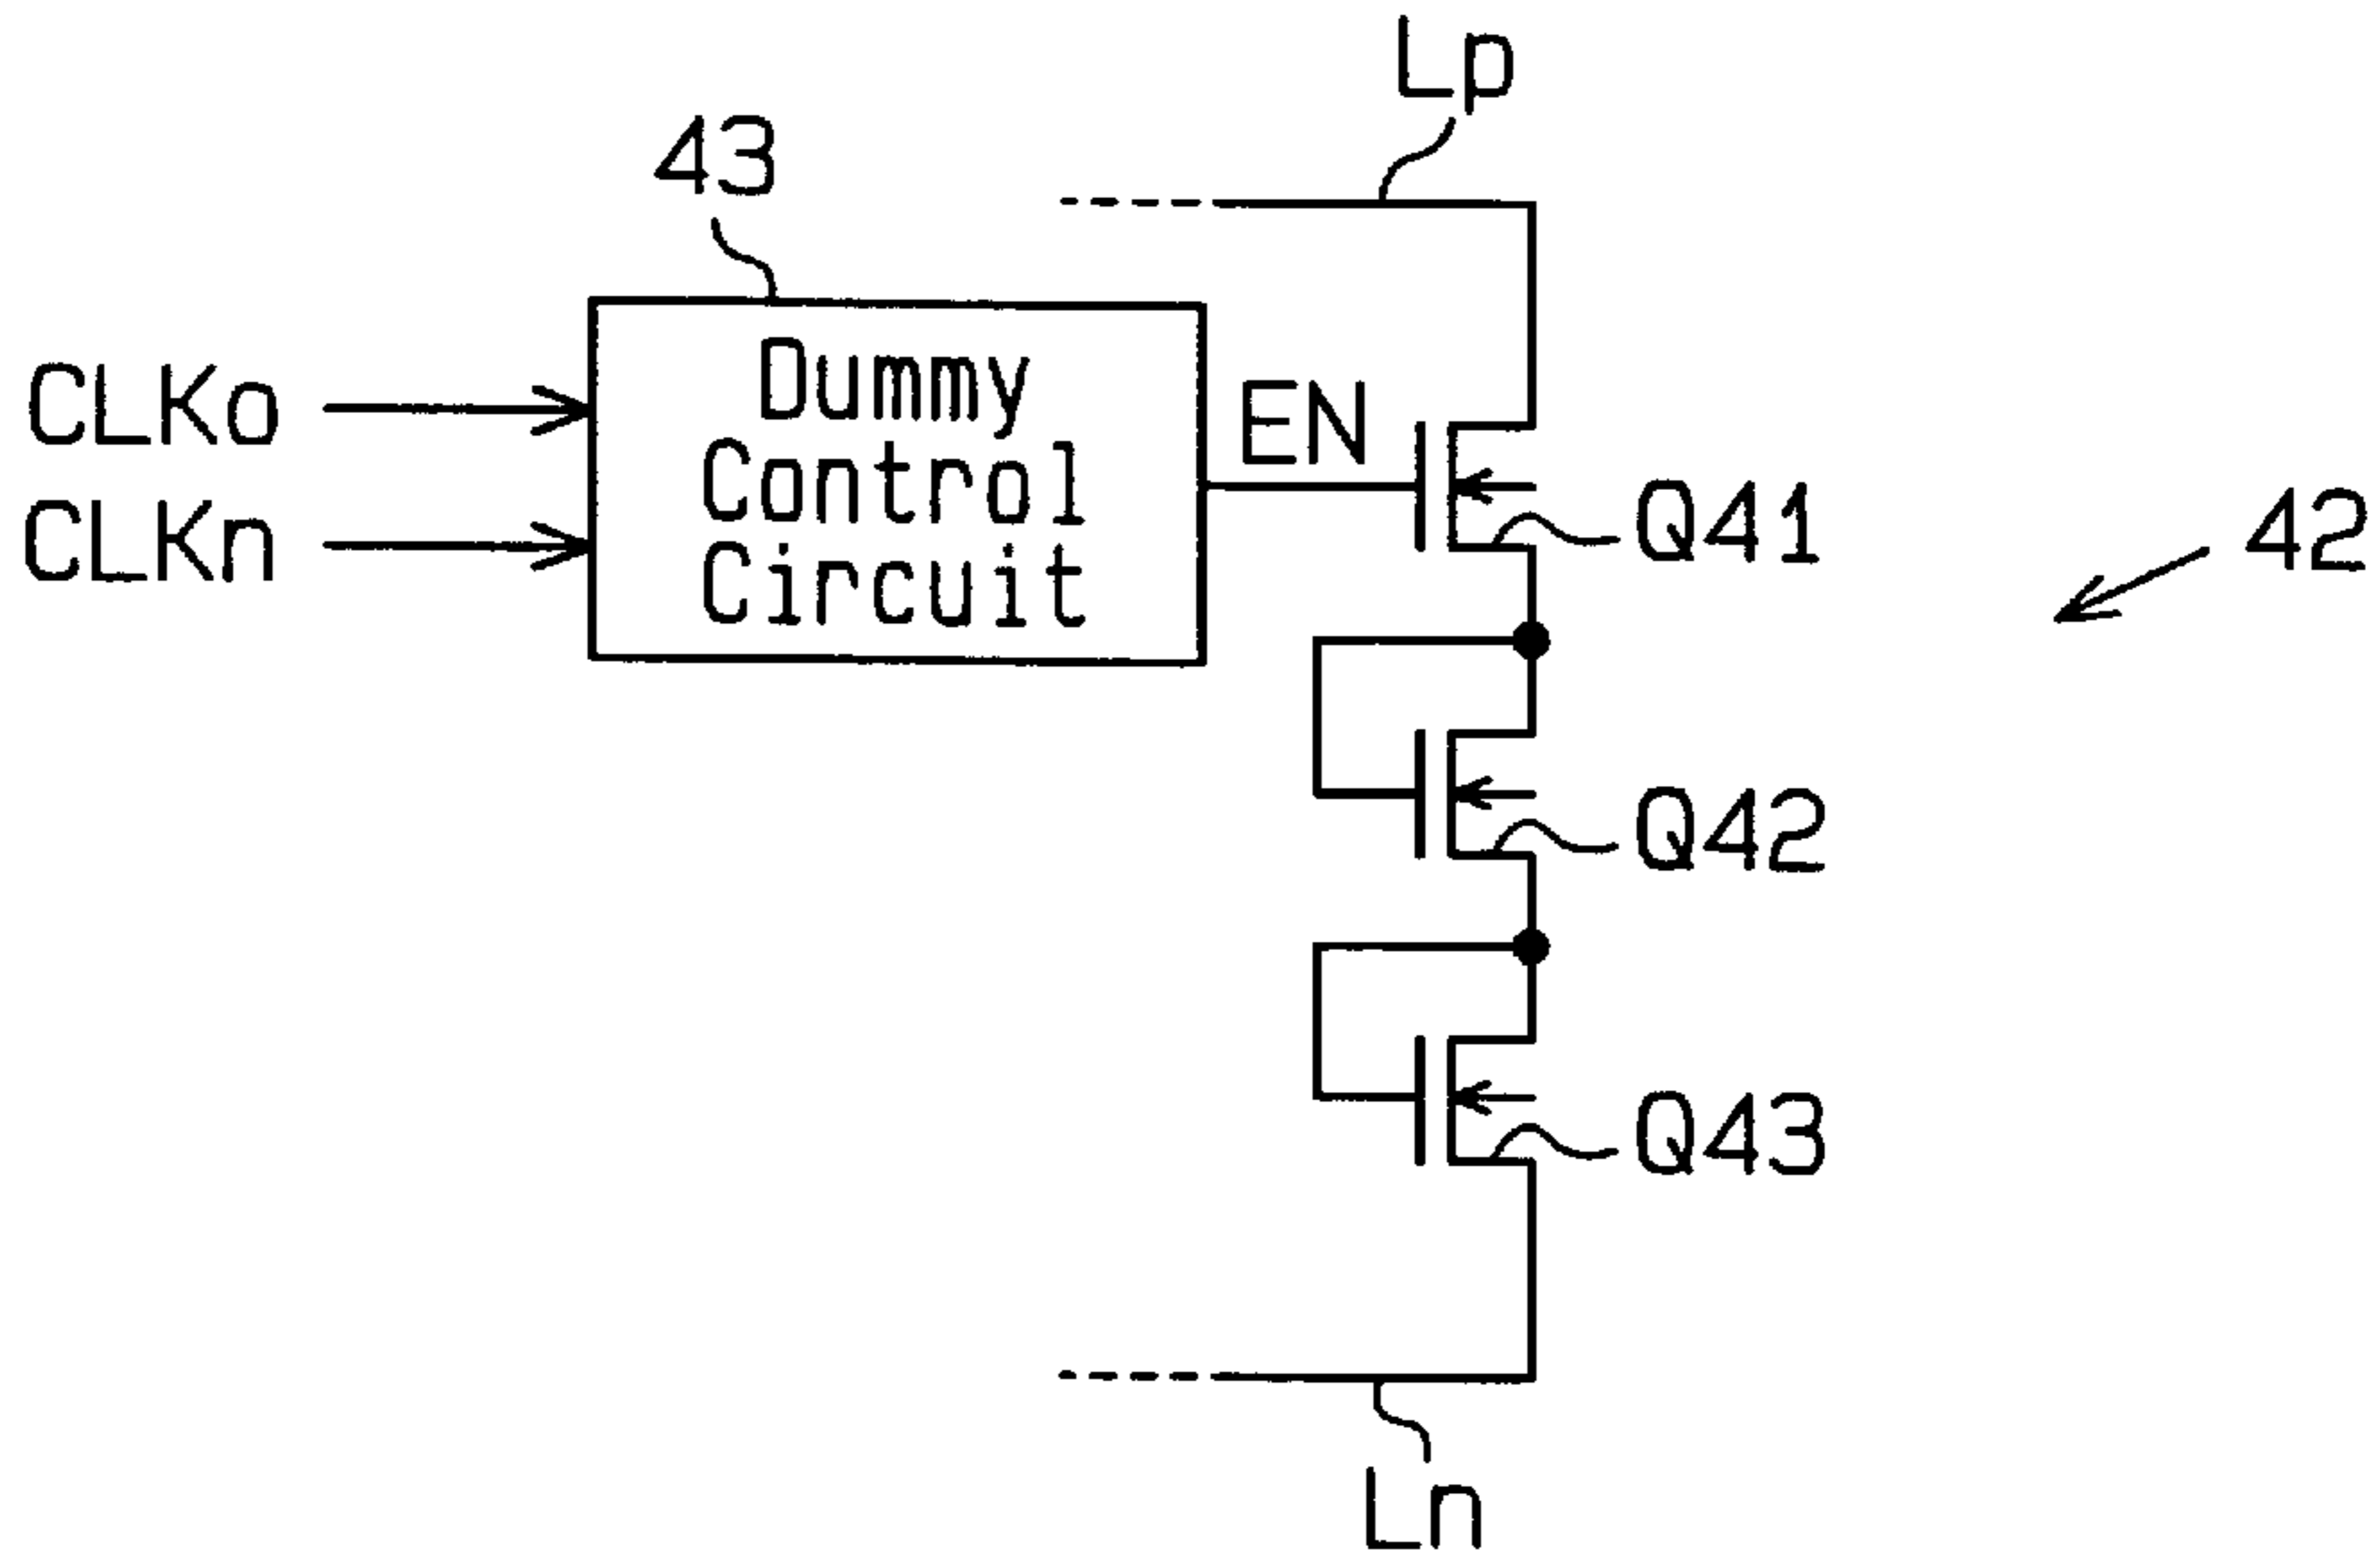 Lp
43
Dummy
Control
Circuit
CLKo
CLKn
EN
Q41
42
Q42
Q43
Ln